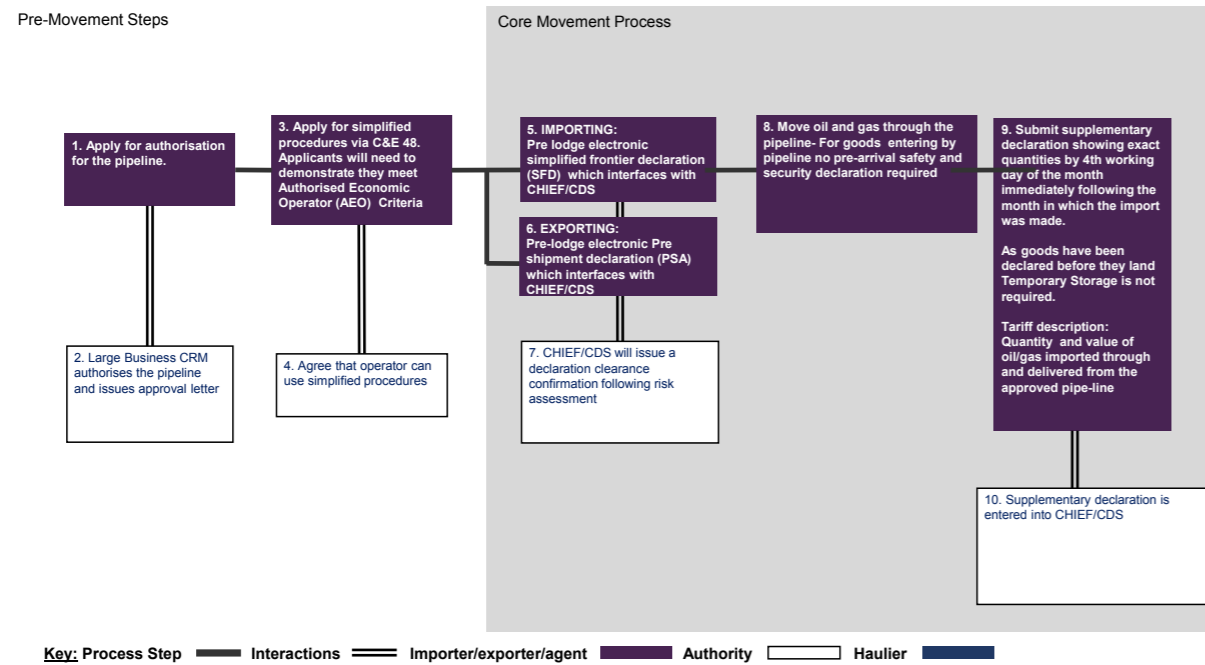 Pre-Movement Steps
Core Movement Process
1. Apply for authorisation
for the pipeline.
2. Large Business CRM
authorises the pipeline
and issues approval letter
3. Apply for simplified
procedures via C&E 48.
Applicants will need to
demonstrate they meet
Authorised Economic
Operator (AEO) Criteria
4. Agree that operator can
use simplified procedures
5. IMPORTING:
Pre lodge electronic
simplified frontier declaration
(SFD) which interfaces with
CHIEF/CDS
6. EXPORTING:
Pre-lodge electronic Pre
shipment declaration (PSA)
which interfaces with
CHIEF/CDS
7. CHIEF/CDS will issue a
declaration clearance
confirmation following risk
assessment
8. Move oil and gas through the
pipeline- For goods entering by
pipeline no pre-arrival safety and
security declaration required
9. Submit supplementary
declaration showing exact
quantities by 4th working
day of the month
immediately following the
month in which the import
was made.
As goods have been
declared before they land
Temporary Storage is not
required.
Tariff description:
Quantity and value of
oil/gas imported through
and delivered from the
approved pipe-line
10. Supplementary declaration is
entered into CHIEF/CDS
Key: Process Step Interactions Importer/exporter/agent Authority Haulier